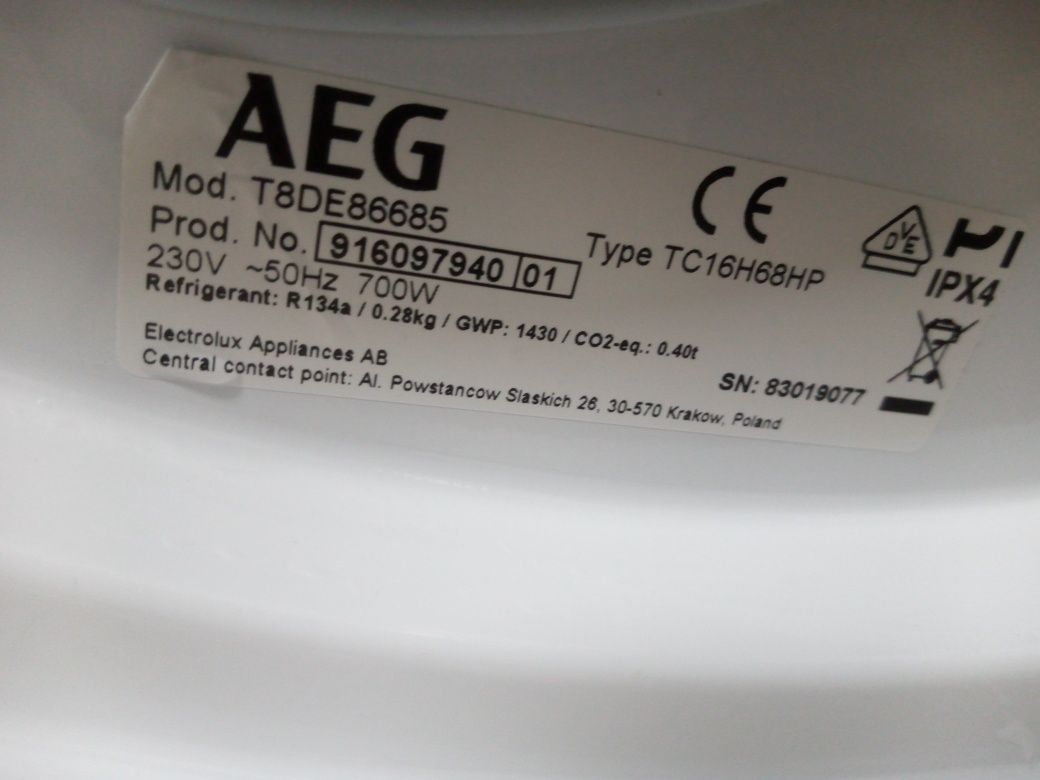 AEG
Mod. T8DE86685
Prod. No. 916097940 01
Type TC16H68HP
230V ~50Hz 700W
Refrigerant: R134a / 0.28kg / GWP: 1430 / CO2-eq.: 0.40t
Electrolux Appliances AB
Central contact point: Al. Powstancow Slaskich 26, 30-570 Krakow, Poland
SN: 83019077
CE
DVE
IPX4